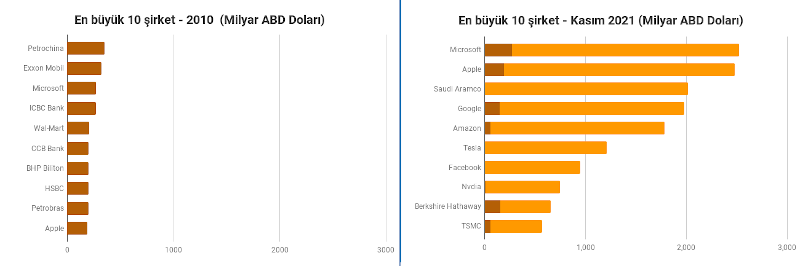 En büyük 10 şirket - 2010 (Milyar ABD Doları)
Petrochina
Exxon Mobil
Microsoft
ICBC Bank
Wal-Mart
CCB Bank
BHP Biliton
HSBC
Petrobras
Apple
0 1000 2000 3000
En büyük 10 şirket - Kasım 2021 (Milyar ABD Doları)
Microsoft
Apple
Saudi Aramco
Google
Amazon
Tesla
Facebook
Nvdia
Berkshire Hathaway
TSMC
0 1,000 2,000 3,000